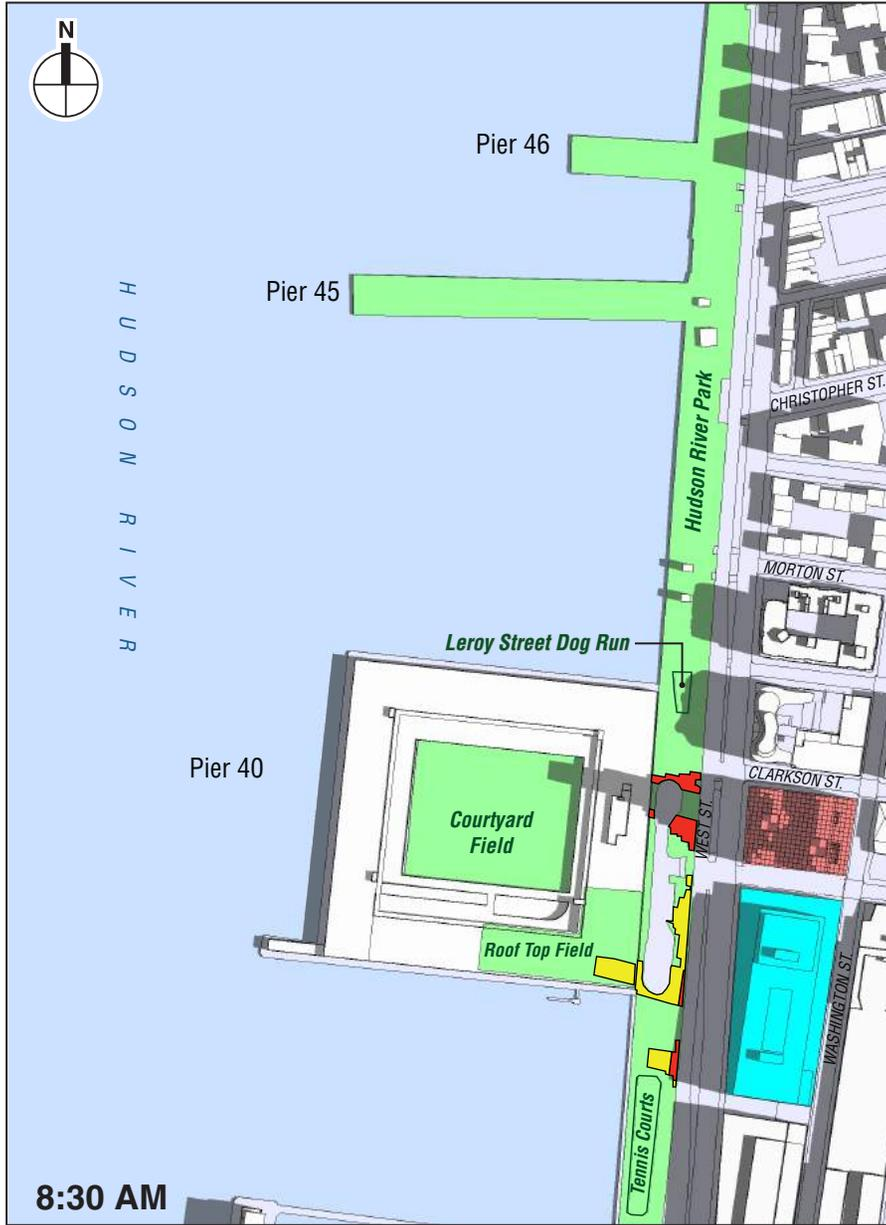 N
Pier 46
Pier 45
HUDSON RIVER
CHRISTOPHER ST.
Hudson River Park
MORTON ST.
Leroy Street Dog Run
Pier 40
CLARKSON ST.
Courtyard
Field
WEST ST.
Roof Top Field
WASHINGTON ST.
Tennis Courts
8:30 AM